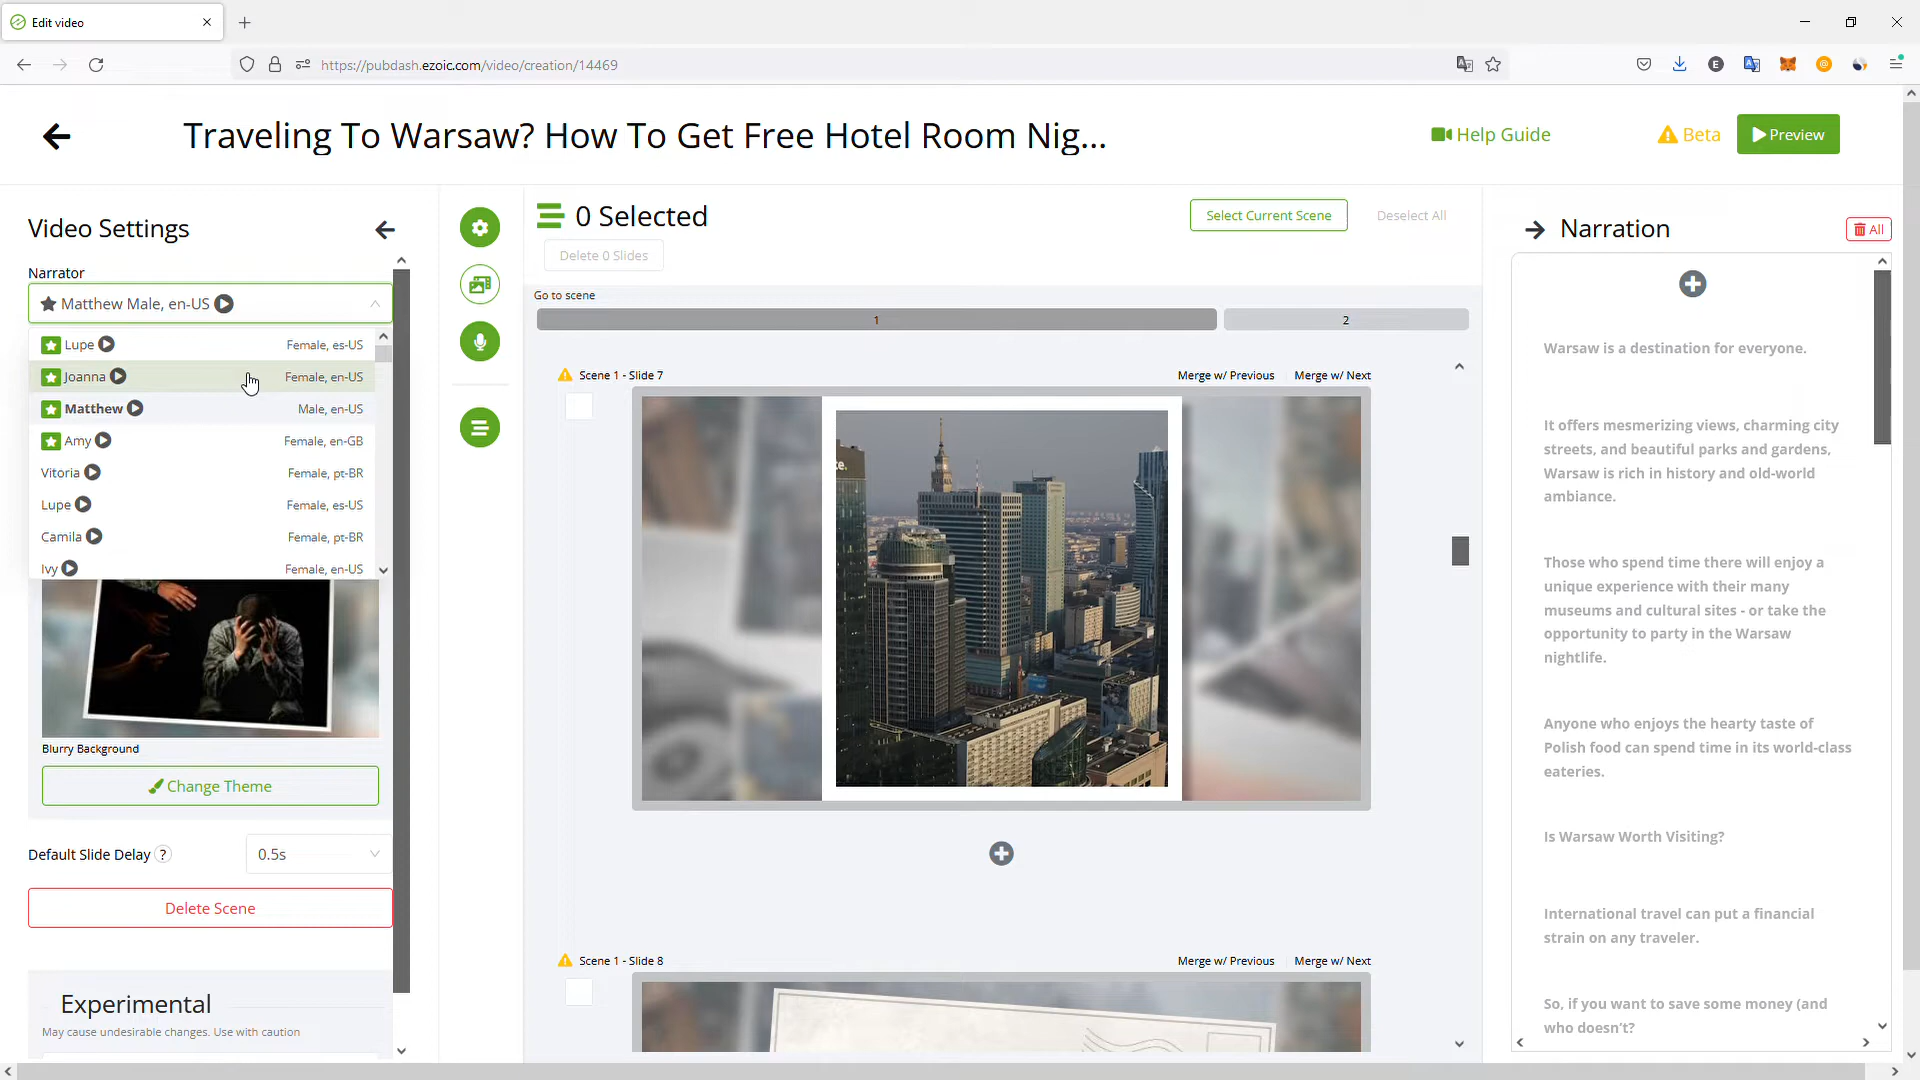 Edit video
https://pubdash.ezoic.com/video/creation/14469
Traveling To Warsaw? How To Get Free Hotel Room Nig...
Help Guide
Beta
Preview
Video Settings
Narrator
Matthew Male, en-US
Lupe Female, es-US
Joanna Female, en-US
Matthew Male, en-US
Amy Female, en-GB
Vitoria Female, pt-BR
Lupe Female, es-US
Camila Female, pt-BR
Ivy Female, en-US
Blurry Background
Change Theme
Default Slide Delay ?
0.5s
Delete Scene
Experimental
May cause undesirable changes. Use with caution
0 Selected
Select Current Scene
Deselect All
Delete 0 Slides
Go to scene
1
2
Scene 1 - Slide 7
Merge w/ Previous
Merge w/ Next
Scene 1 - Slide 8
Merge w/ Previous
Merge w/ Next
Narration
All
Warsaw is a destination for everyone.
It offers mesmerizing views, charming city
streets, and beautiful parks and gardens,
Warsaw is rich in history and old-world
ambiance.
Those who spend time there will enjoy a
unique experience with their many
museums and cultural sites - or take the
opportunity to party in the Warsaw
nightlife.
Anyone who enjoys the hearty taste of
Polish food can spend time in its world-class
eateries.
Is Warsaw Worth Visiting?
International travel can put a financial
strain on any traveler.
So, if you want to save some money (and
who doesn't?